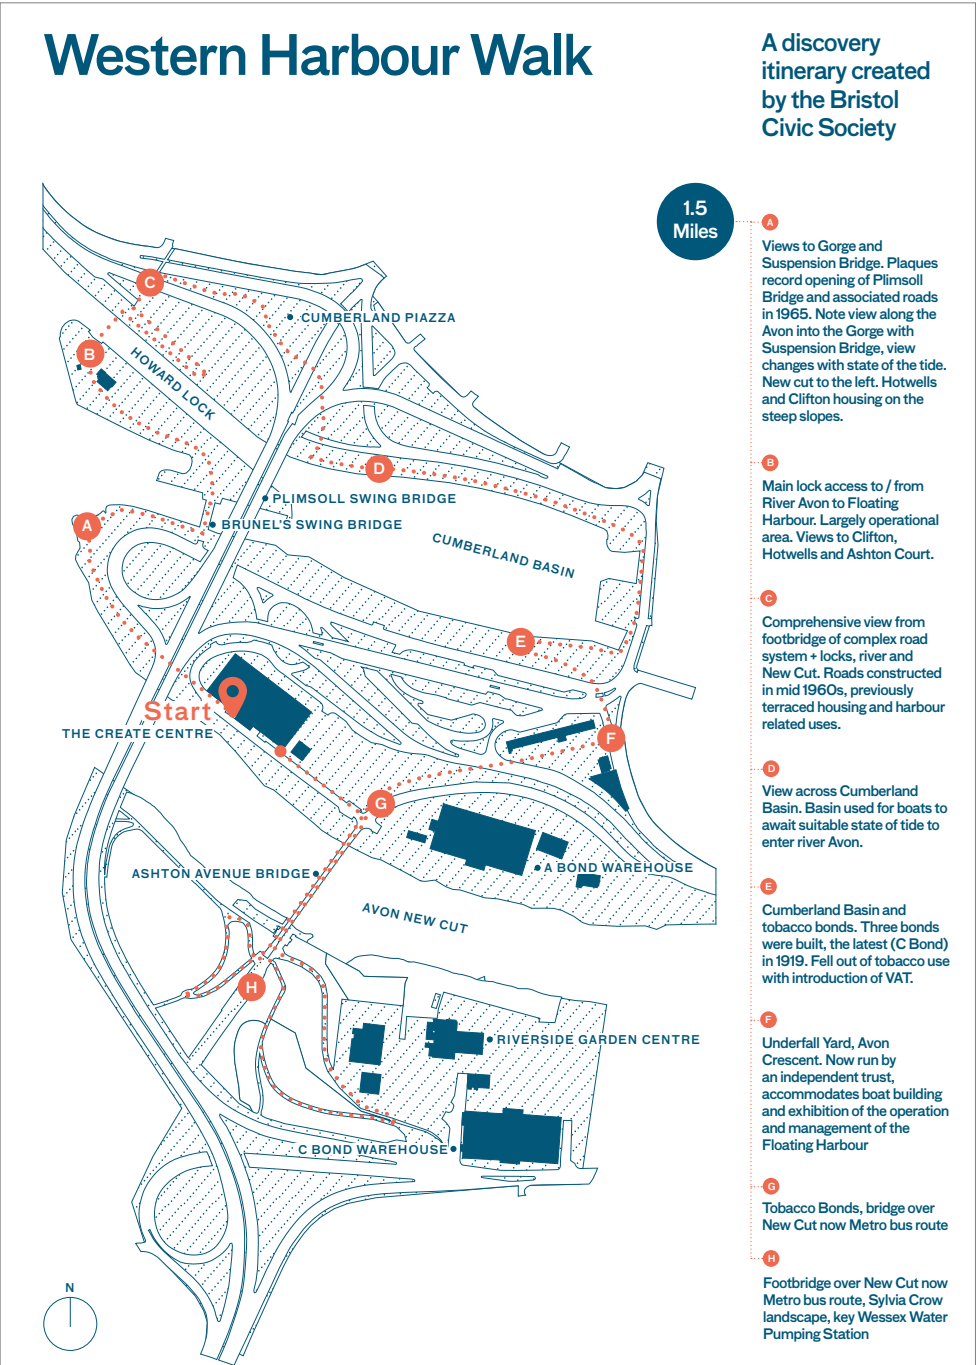 Western Harbour Walk
A discovery
itinerary created
by the Bristol
Civic Society
1.5
Miles
A
Views to Gorge and
Suspension Bridge. Plaques
record opening of Plimsoll
Bridge and associated roads
in 1965. Note view along the
Avon into the Gorge with
Suspension Bridge, view
changes with state of the tide.
New cut to the left. Hotwells
and Clifton housing on the
steep slopes.
B
Main lock access to / from
River Avon to Floating
Harbour. Largely operational
area. Views to Clifton,
Hotwells and Ashton Court.
C
Comprehensive view from
footbridge of complex road
system + locks, river and
New Cut. Roads constructed
in mid 1960s, previously
terraced housing and harbour
related uses.
D
View across Cumberland
Basin. Basin used for boats to
await suitable state of tide to
enter river Avon.
E
Cumberland Basin and
tobacco bonds. Three bonds
were built, the latest (C Bond)
in 1919. Fell out of tobacco use
with introduction of VAT.
F
Underfall Yard, Avon
Crescent. Now run by
an independent trust,
accommodates boat building
and exhibition of the operation
and management of the
Floating Harbour
G
Tobacco Bonds, bridge over
New Cut now Metro bus route
H
Footbridge over New Cut now
Metro bus route, Sylvia Crow
landscape, key Wessex Water
Pumping Station
C
CUMBERLAND PIAZZA
B
HOWARD LOCK
D
PLIMSOLL SWING BRIDGE
A
BRUNEL'S SWING BRIDGE
CUMBERLAND BASIN
E
Start
THE CREATE CENTRE
F
G
A BOND WAREHOUSE
ASHTON AVENUE BRIDGE
AVON NEW CUT
H
RIVERSIDE GARDEN CENTRE
C BOND WAREHOUSE
N